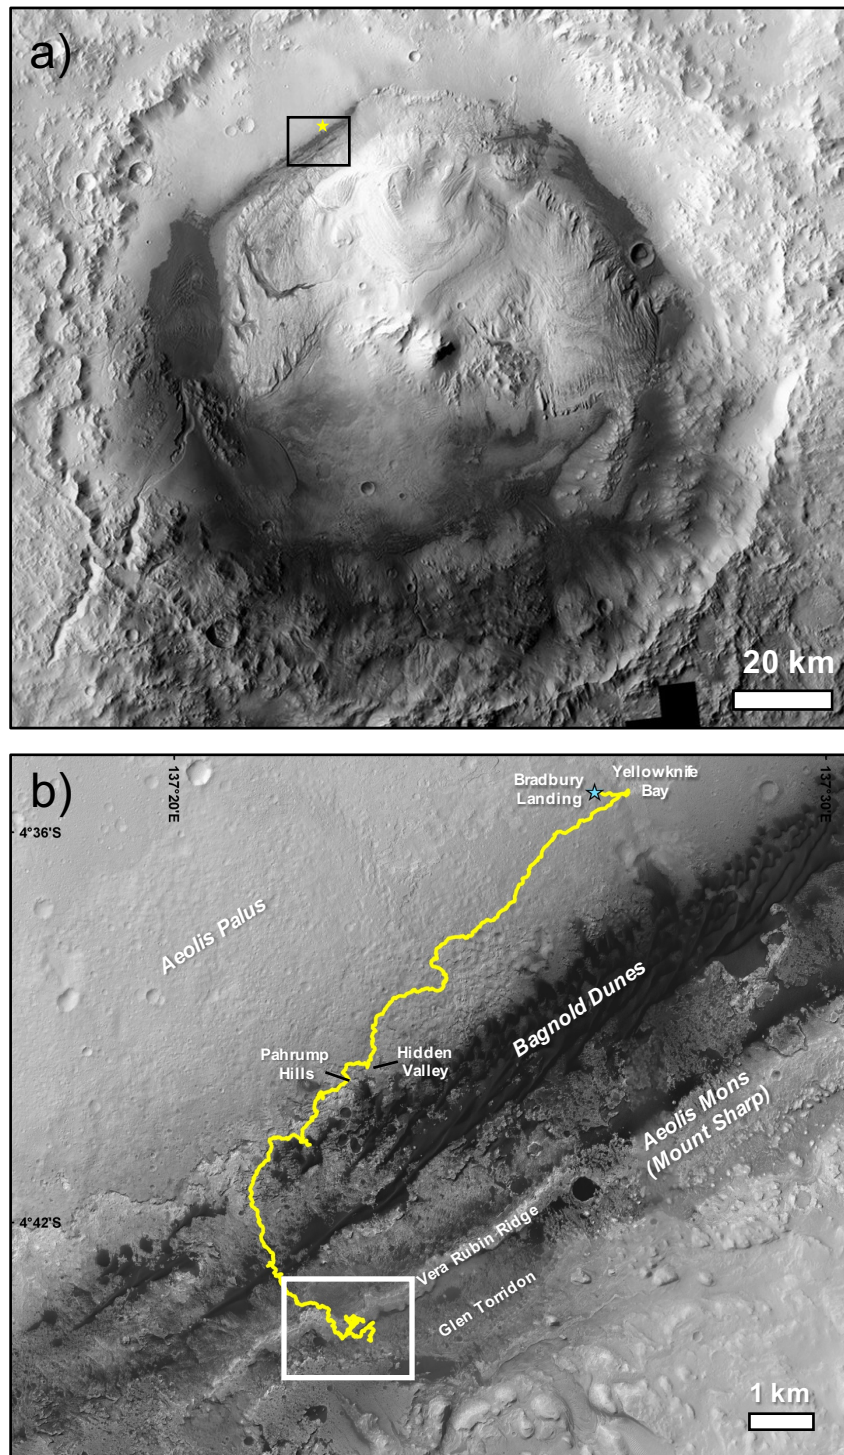 a)
20 km
b)
137°20'E
137°30'E
Bradbury
Landing
Yellowknife
Bay
4°36'S
Aeolis Palus
Bagnold Dunes
Pahrump
Hills
Hidden
Valley
Aeolis Mons
(Mount Sharp)
4°42'S
Vera Rubin Ridge
Glen Torridon
1 km